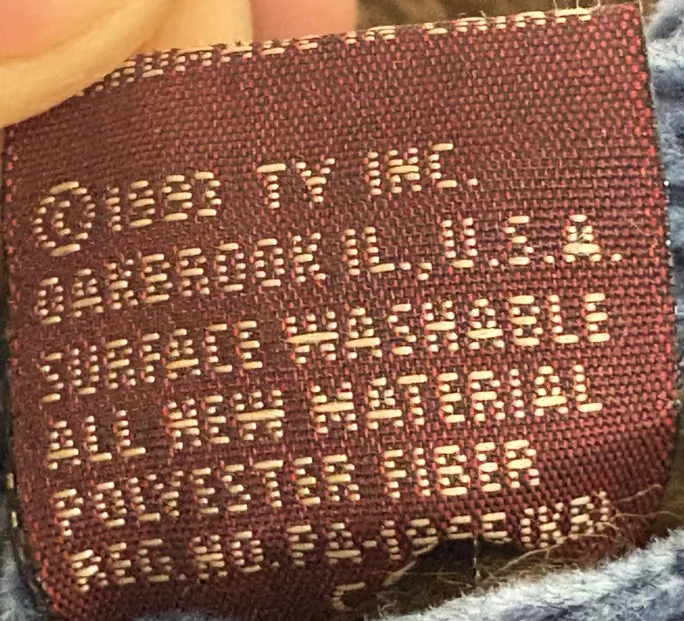 © 1993 TY INC.
OAKBROOK IL., U.S.A.
SURFACE WASHABLE
ALL NEW MATERIAL
POLYESTER FIBER
REG.NO.PA-1965(KR)